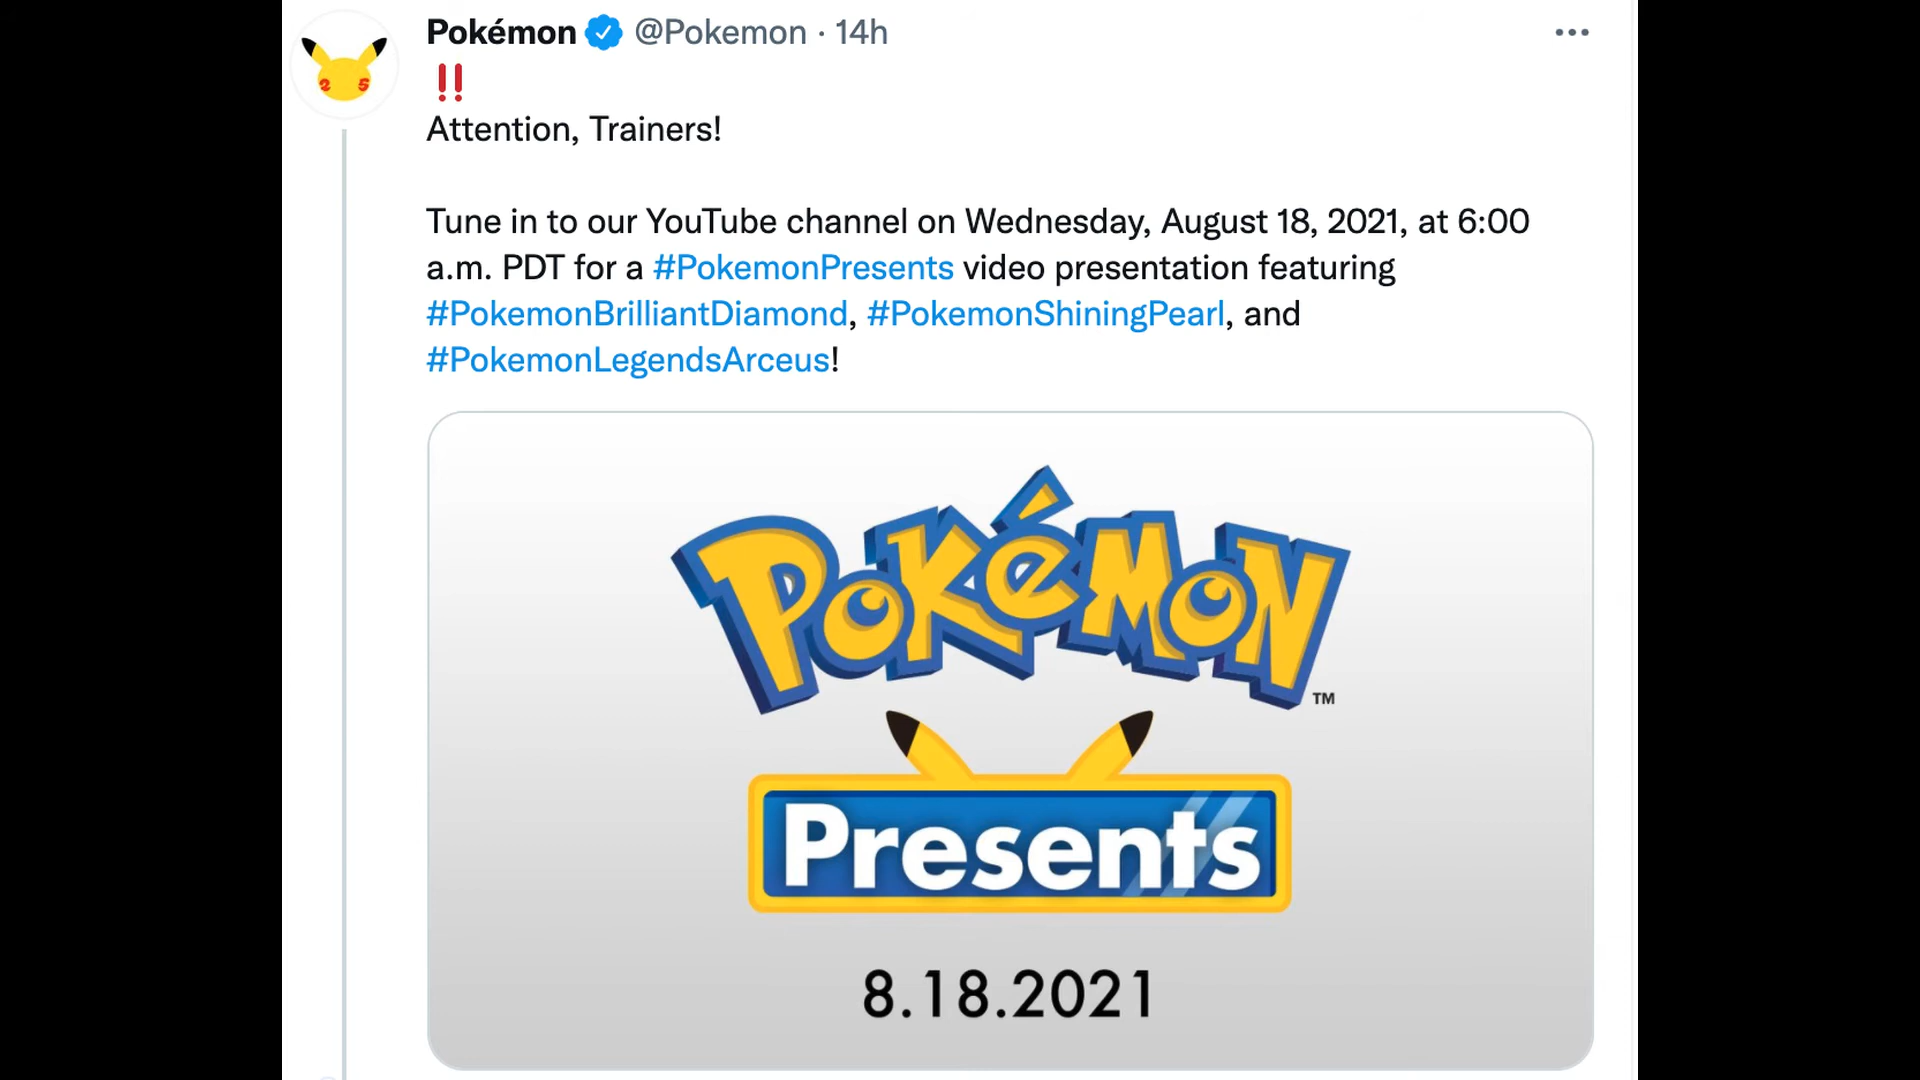 Pokémon @Pokemon · 14h
‼
Attention, Trainers!
Tune in to our YouTube channel on Wednesday, August 18, 2021, at 6:00
a.m. PDT for a #PokemonPresents video presentation featuring
#PokemonBrilliantDiamond, #PokemonShiningPearl, and
#PokemonLegendsArceus!
POKéMON
TM
Presents
8.18.2021
25